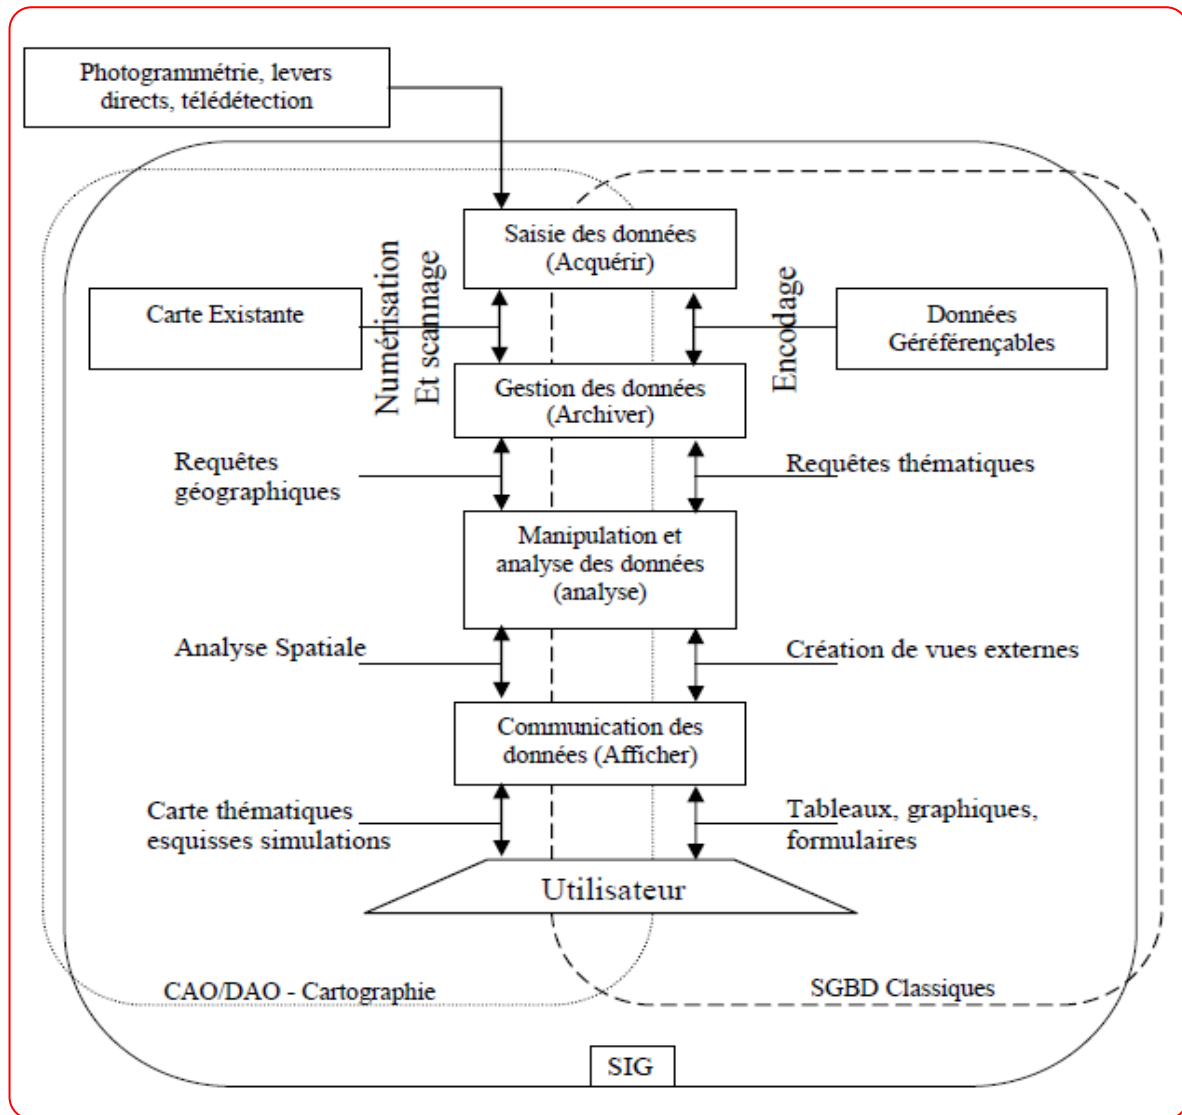 Photogrammétrie, levers
directs, télédétection
Saisie des données
(Acquérir)
Numérisation
Et scannage
Encodage
Carte Existante
Données
Géréférençables
Gestion des données
(Archiver)
Requêtes
géographiques
Requêtes thématiques
Manipulation et
analyse des données
(analyse)
Analyse Spatiale
Création de vues externes
Communication des
données (Afficher)
Carte thématiques
esquisses simulations
Tableaux, graphiques,
formulaires
Utilisateur
CAO/DAO - Cartographie
SGBD Classiques
SIG